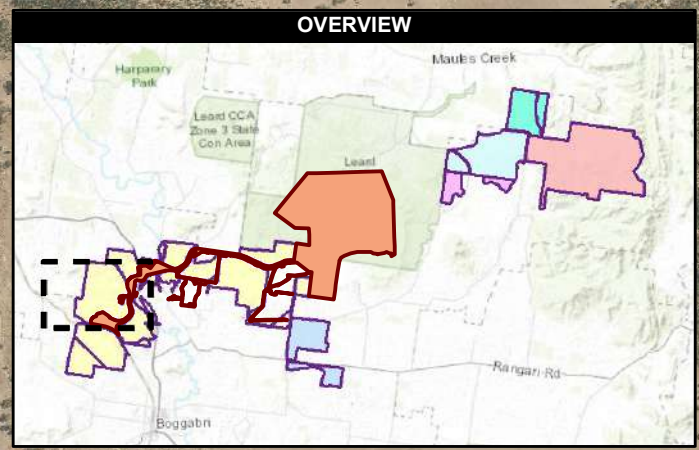 OVERVIEW
Maules Creek
Harparary
Park
Leard CCA
Zone 3 State
Con Area
Leard
Rangari Rd
Boggabri